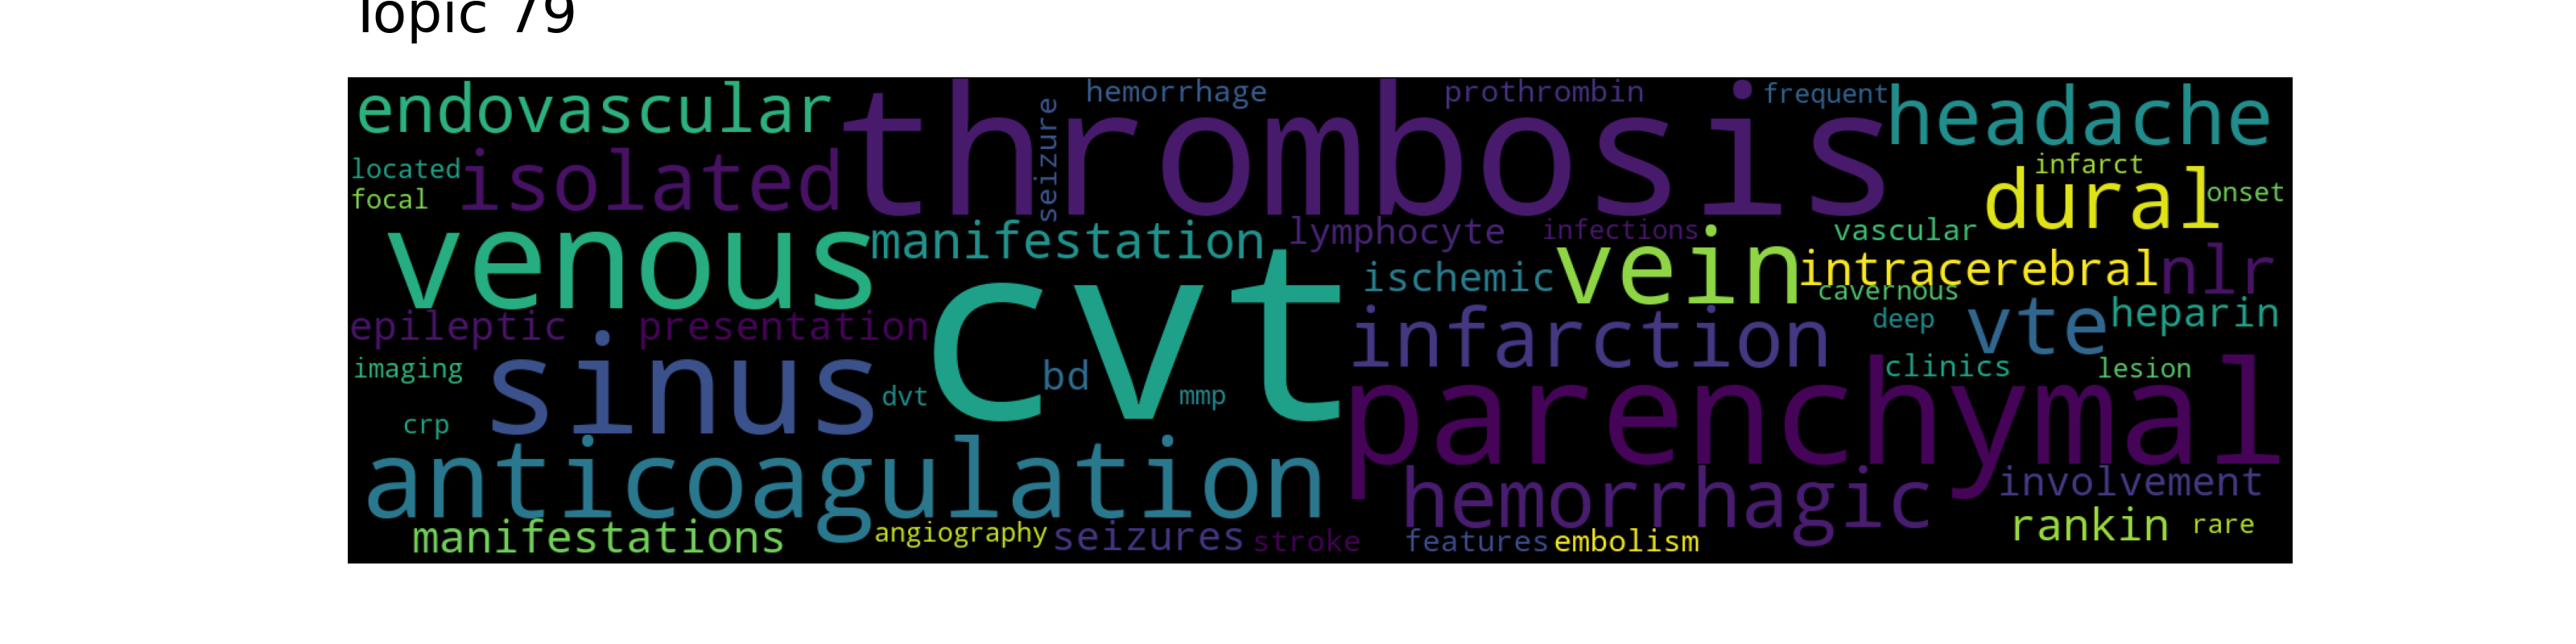 Topic 79
endovascular
hemorrhage
prothrombin
frequent
headache
thrombosis
seizure
located
isolated
focal
infarct
dural
onset
venous
manifestation
lymphocyte
infections
vascular
ischemic
vein
intracerebral
nlr
cavernous
epileptic
presentation
cvt
infarction
deep
vte
heparin
imaging
sinus
dvt
bd
mmp
clinics
lesion
parenchymal
crp
anticoagulation
hemorrhagic
involvement
manifestations
angiography
seizures
stroke
features
embolism
rankin
rare